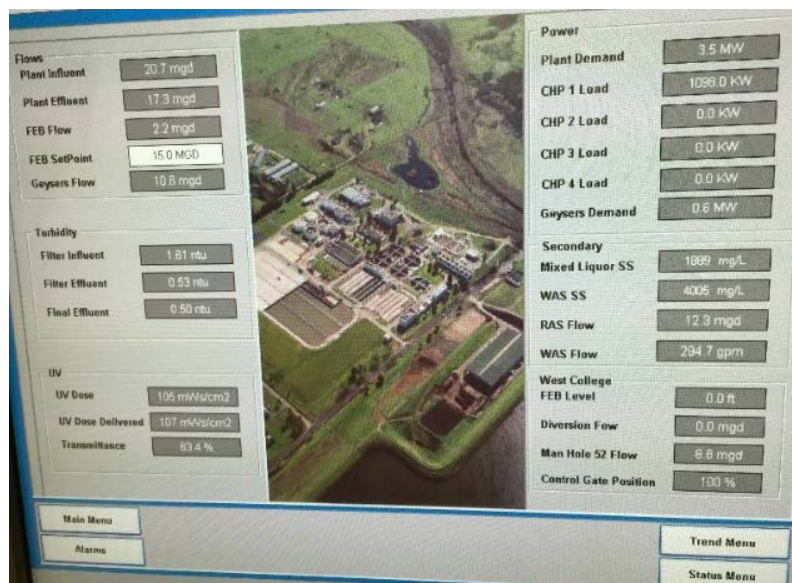 Flows
Plant Influent 20.7 mgd
Plant Effluent 17.3 mgd
FEB Flow 2.2 mgd
FEB SetPoint 15.0 MGD
Geysers Flow 10.8 mgd
Turbidity
Filter Influent 1.81 ntu
Filter Effluent 0.53 ntu
Final Effluent 0.50 ntu
UV
UV Dose 105 mWs/cm2
UV Dose Delivered 107 mWs/cm2
Transmittance 63.4 %
Power
Plant Demand 3.5 MW
CHP 1 Load 1098.0 KW
CHP 2 Load 0.0 KW
CHP 3 Load 0.0 KW
CHP 4 Load 0.0 KW
Geysers Demand 0.6 MW
Secondary
Mixed Liquor SS 1889 mg/L
WAS SS 4005 mg/L
RAS Flow 12.3 mgd
WAS Flow 294.7 gpm
West College
FEB Level 0.0 ft
Diversion Fow 0.0 mgd
Man Hole 52 Flow mgd
Control Gate Position 100 %
Main Menu
Alarms
Trend Menu
Status Menu